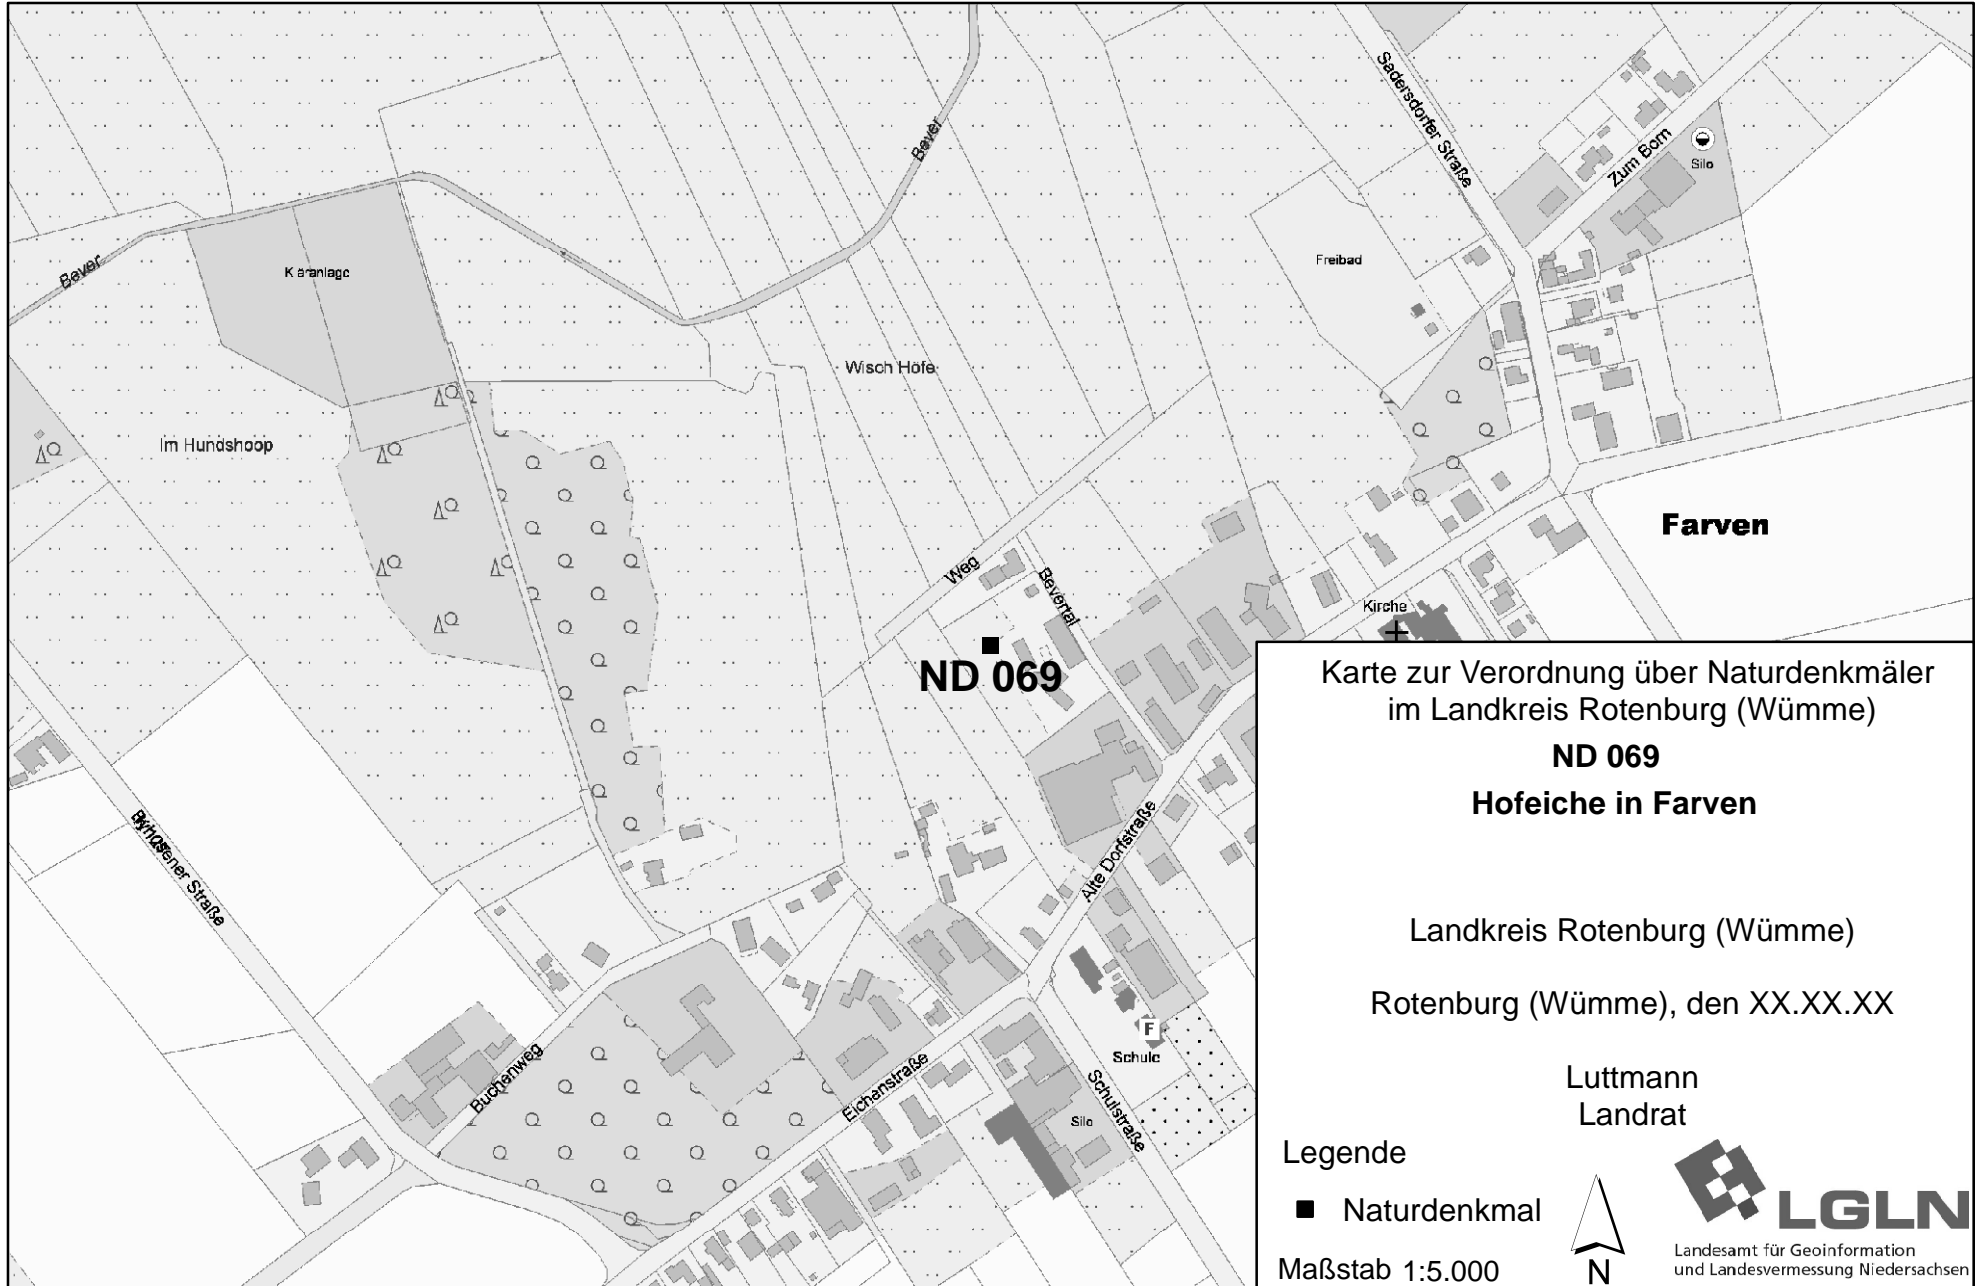 Sadersdorfer Straße
Bever
Zum Born
Silo
Bever
Kläranlage
Freibad
Wisch Höfe
Im Hundshoop
Farven
Weg
Bevertal
Kirche
ND 069
Alte Dorfstraße
Straße
Buchenweg
Eichenstraße
F
Schule
Schulstraße
Silo
Karte zur Verordnung über Naturdenkmäler
im Landkreis Rotenburg (Wümme)
ND 069
Hofeiche in Farven
Landkreis Rotenburg (Wümme)
Rotenburg (Wümme), den XX.XX.XX
Luttmann
Landrat
Legende
Naturdenkmal
Maßstab 1:5.000
N
LGLN
Landesamt für Geoinformation
und Landesvermessung Niedersachsen